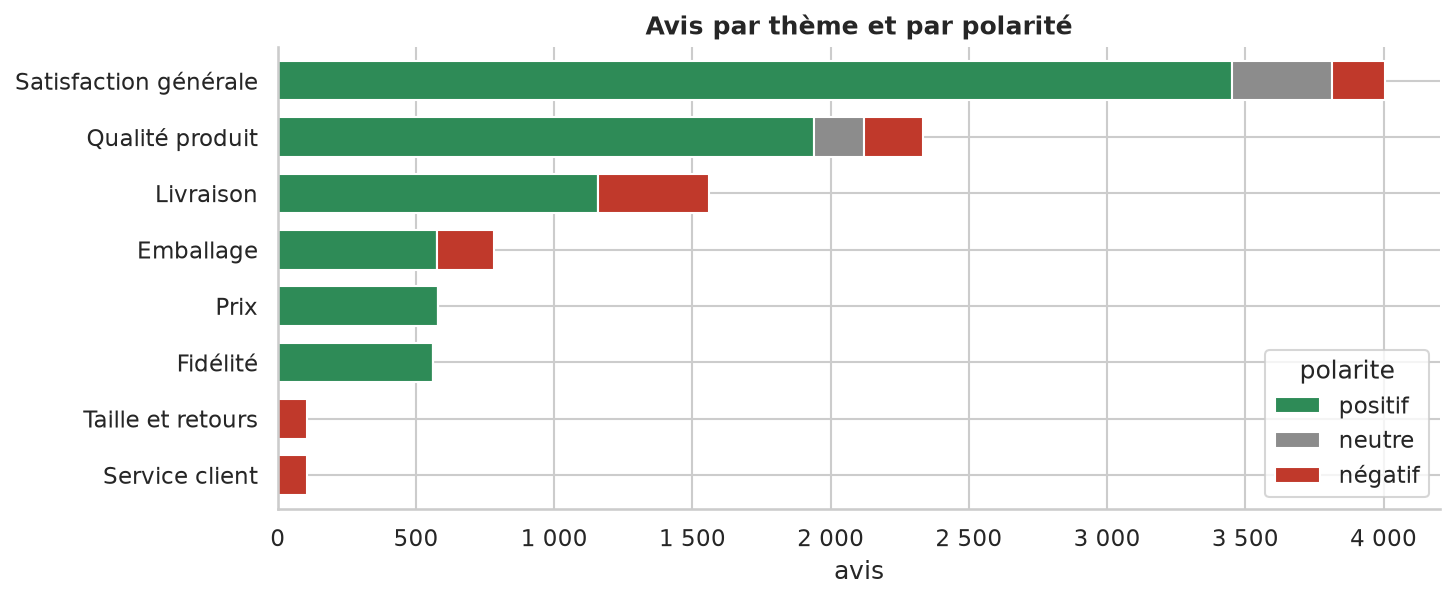 Avis par thème et par polarité
Satisfaction générale
Qualité produit
Livraison
Emballage
Prix
Fidélité
Taille et retours
Service client
polarite
positif
neutre
négatif
0 500 1 000 1 500 2 000 2 500 3 000 3 500 4 000
avis